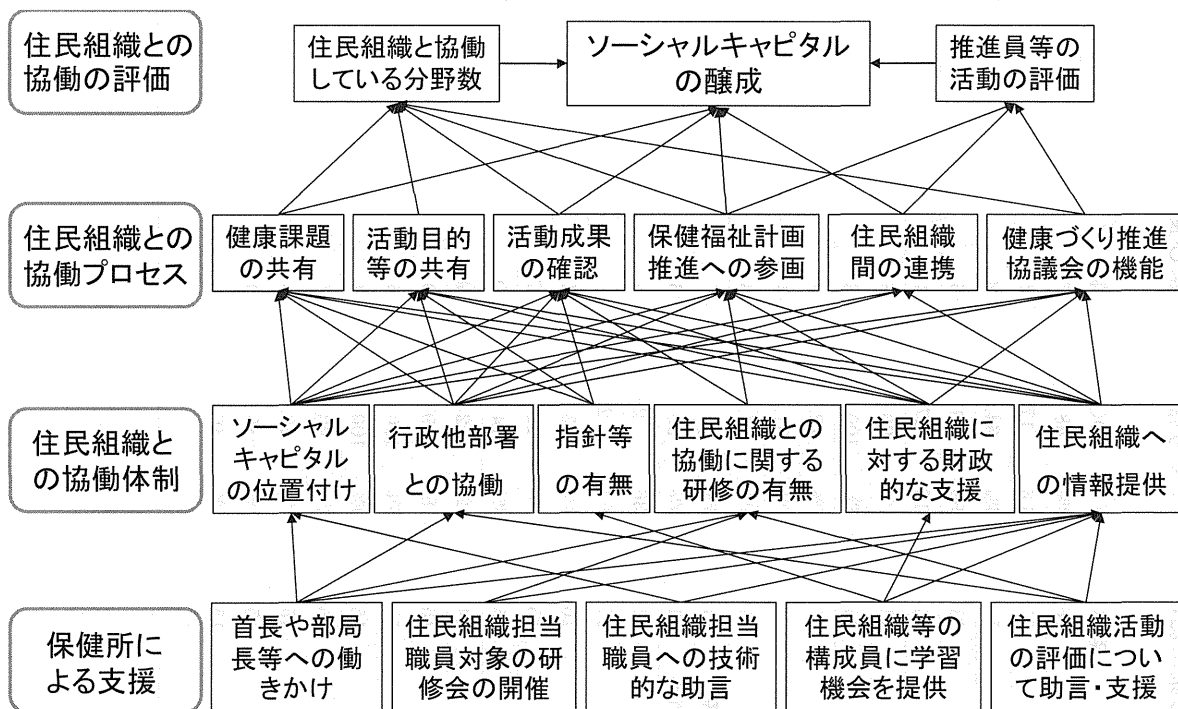 住民組織との
協働の評価
住民組織と協働
している分野数
ソーシャルキャピタル
の醸成
推進員等の
活動の評価
住民組織との
協働プロセス
健康課題
の共有
活動目的
等の共有
活動成果
の確認
保健福祉計画
推進への参画
住民組織
間の連携
健康づくり推進
協議会の機能
住民組織と
の協働体制
ソーシャル
キャピタル
の位置付け
行政他部署
との協働
指針等
の有無
住民組織との
協働に関する
研修の有無
住民組織に
対する財政
的な支援
住民組織へ
の情報提供
保健所に
よる支援
首長や部局
長等への働
きかけ
住民組織担当
職員対象の研
修会の開催
住民組織担当
職員への技術
的な助言
住民組織等の
構成員に学習
機会を提供
住民組織活動
の評価につい
て助言・支援